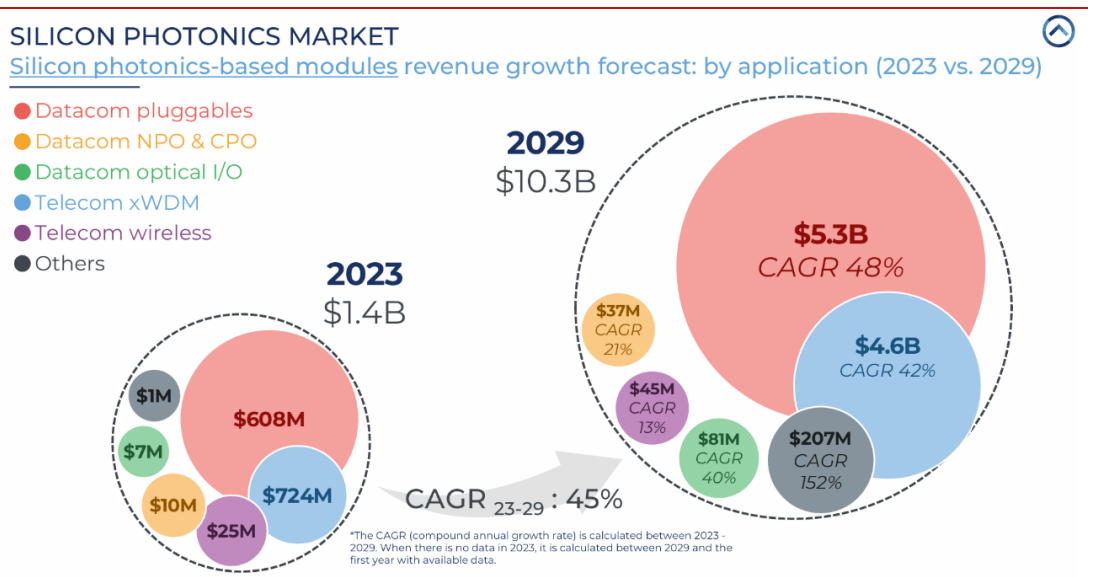 SILICON PHOTONICS MARKET
Silicon photonics-based modules revenue growth forecast: by application (2023 vs. 2029)
Datacom pluggables
Datacom NPO & CPO
Datacom optical I/O
Telecom xWDM
Telecom wireless
Others
2023
$1.4B
$1M
$608M
$7M
$10M
$724M
$25M
CAGR 23-29 : 45%
2029
$10.3B
$5.3B
CAGR 48%
$37M
CAGR
21%
$4.6B
CAGR 42%
$45M
CAGR
13%
$81M
CAGR
40%
$207M
CAGR
152%
*The CAGR (compound annual growth rate) is calculated between 2023 -
2029. When there is no data in 2023, it is calculated between 2029 and the
first year with available data.